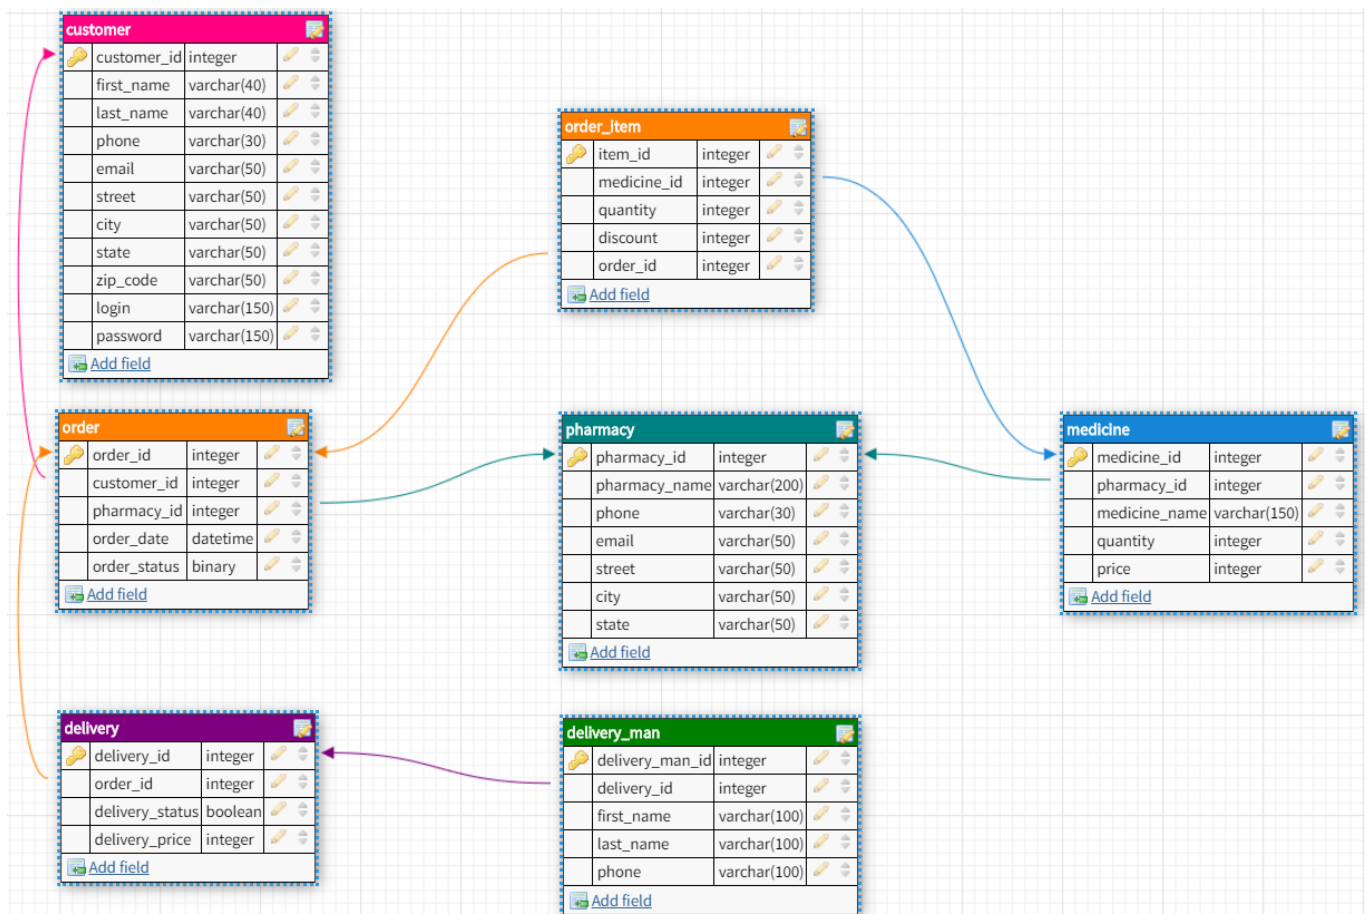 customer
customer_id integer
first_name varchar(40)
last_name varchar(40)
phone varchar(30)
email varchar(50)
street varchar(50)
city varchar(50)
state varchar(50)
zip_code varchar(50)
login varchar(150)
password varchar(150)
Add field
order_item
item_id integer
medicine_id integer
quantity integer
discount integer
order_id integer
Add field
order
order_id integer
customer_id integer
pharmacy_id integer
order_date datetime
order_status binary
Add field
pharmacy
pharmacy_id integer
pharmacy_name varchar(200)
phone varchar(30)
email varchar(50)
street varchar(50)
city varchar(50)
state varchar(50)
Add field
medicine
medicine_id integer
pharmacy_id integer
medicine_name varchar(150)
quantity integer
price integer
Add field
delivery
delivery_id integer
order_id integer
delivery_status boolean
delivery_price integer
Add field
delivery_man
delivery_man_id integer
delivery_id integer
first_name varchar(100)
last_name varchar(100)
phone varchar(100)
Add field